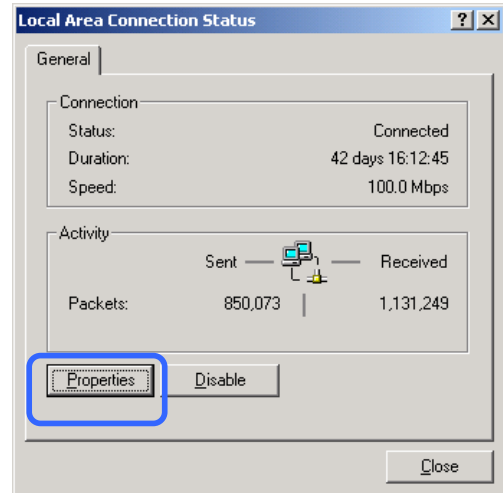 Local Area Connection Status
General
Connection
Status: Connected
Duration: 42 days 16:12:45
Speed: 100.0 Mbps
Activity
Sent Received
Packets: 850,073 1,131,249
Properties Disable
Close